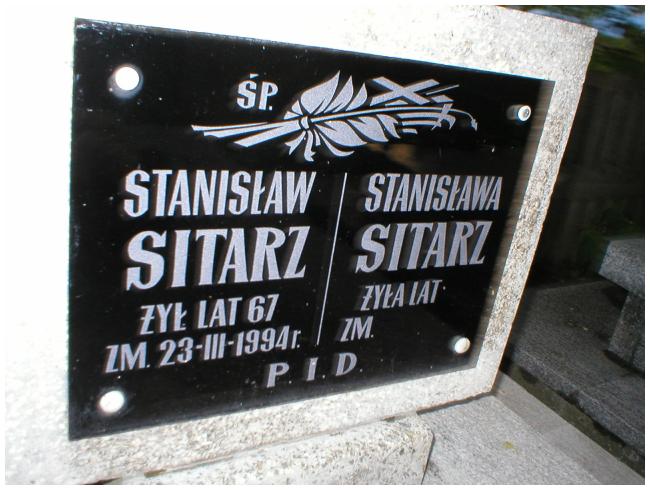 ŚP.
STANISŁAW
SITARZ
ŻYŁ LAT 67
ZM. 23-III-1994r.
STANISŁAWA
SITARZ
ŻYŁA LAT
ZM.
P.I.D.